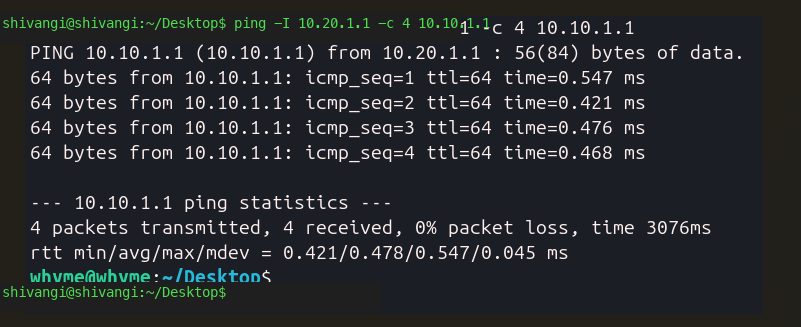 shivangi@shivangi:~/Desktop$ ping -I 10.20.1.1 -c 4 10.10.1.1
1 -c 4 10.10.1.1
PING 10.10.1.1 (10.10.1.1) from 10.20.1.1 : 56(84) bytes of data.
64 bytes from 10.10.1.1: icmp_seq=1 ttl=64 time=0.547 ms
64 bytes from 10.10.1.1: icmp_seq=2 ttl=64 time=0.421 ms
64 bytes from 10.10.1.1: icmp_seq=3 ttl=64 time=0.476 ms
64 bytes from 10.10.1.1: icmp_seq=4 ttl=64 time=0.468 ms
--- 10.10.1.1 ping statistics ---
4 packets transmitted, 4 received, 0% packet loss, time 3076ms
rtt min/avg/max/mdev = 0.421/0.478/0.547/0.045 ms
whyme@whyme:~/Desktop$
shivangi@shivangi:~/Desktop$